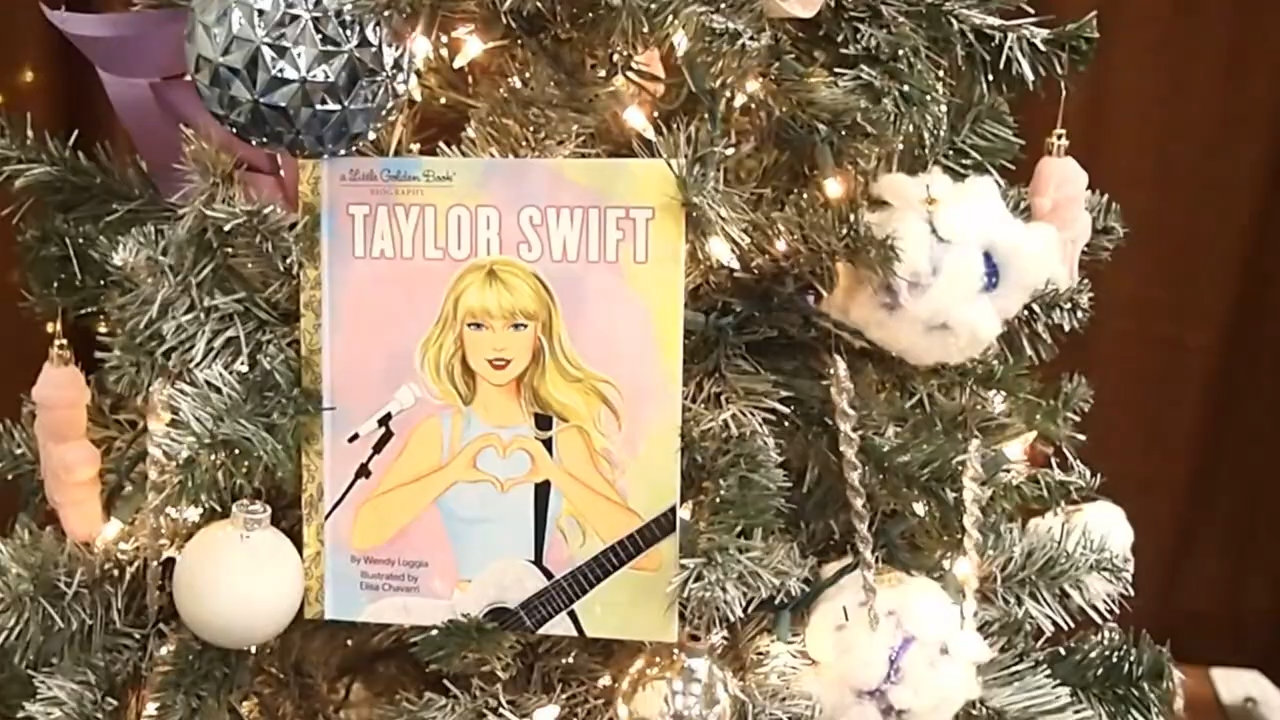 a Little Golden Book®
BIOGRAPHY
TAYLOR SWIFT
By Wendy Loggia
Illustrated by
Elisa Chavarri